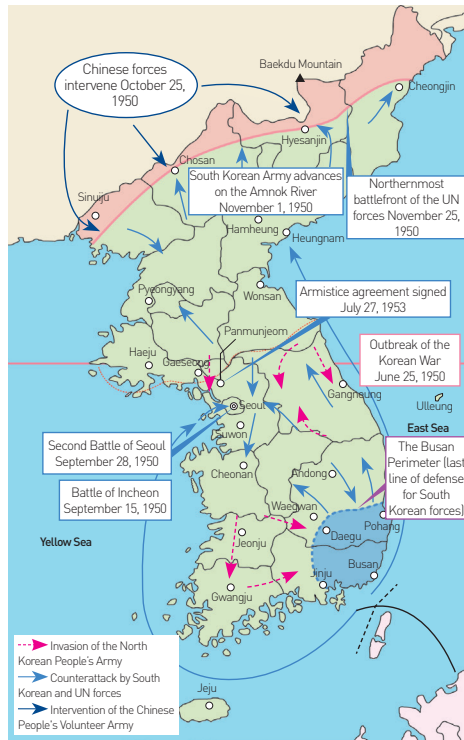 Chinese forces
intervene October 25,
1950
Baekdu Mountain
Cheongjin
Hyesanjin
Chosan
South Korean Army advances
on the Amnok River
November 1, 1950
Northernmost
battlefront of the UN
forces November 25,
1950
Sinuiju
Hamheung
Heungnam
Pyeongyang
Wonsan
Armistice agreement signed
July 27, 1953
Panmunjeom
Haeju
Gaeseong
Outbreak of the
Korean War
June 25, 1950
Gangneung
Ulleung
Seoul
East Sea
Suwon
Second Battle of Seoul
September 28, 1950
The Busan
Perimeter (last
line of defense
for South
Korean forces)
Cheonan
Andong
Battle of Incheon
September 15, 1950
Waegwan
Pohang
Daegu
Yellow Sea
Jeonju
Busan
Jinju
Gwangju
Invasion of the North
Korean People's Army
Counterattack by South
Korean and UN forces
Intervention of the Chinese
People's Volunteer Army
Jeju